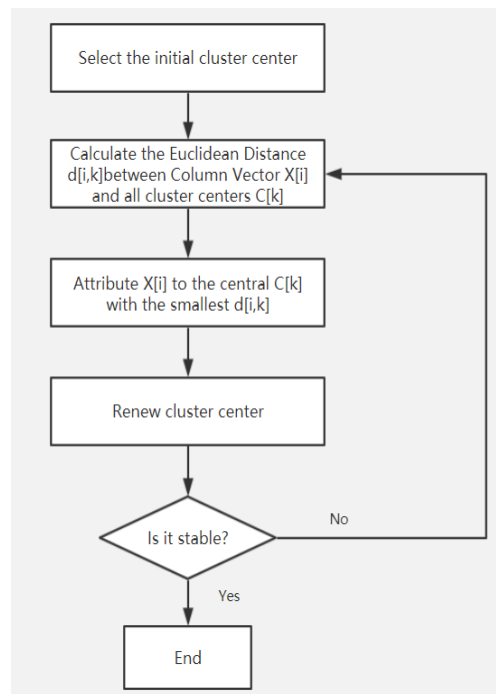 Select the initial cluster center
Calculate the Euclidean Distance
d[i,k]between Column Vector X[i]
and all cluster centers C[k]
Attribute X[i] to the central C[k]
with the smallest d[i,k]
Renew cluster center
Is it stable?
No
Yes
End